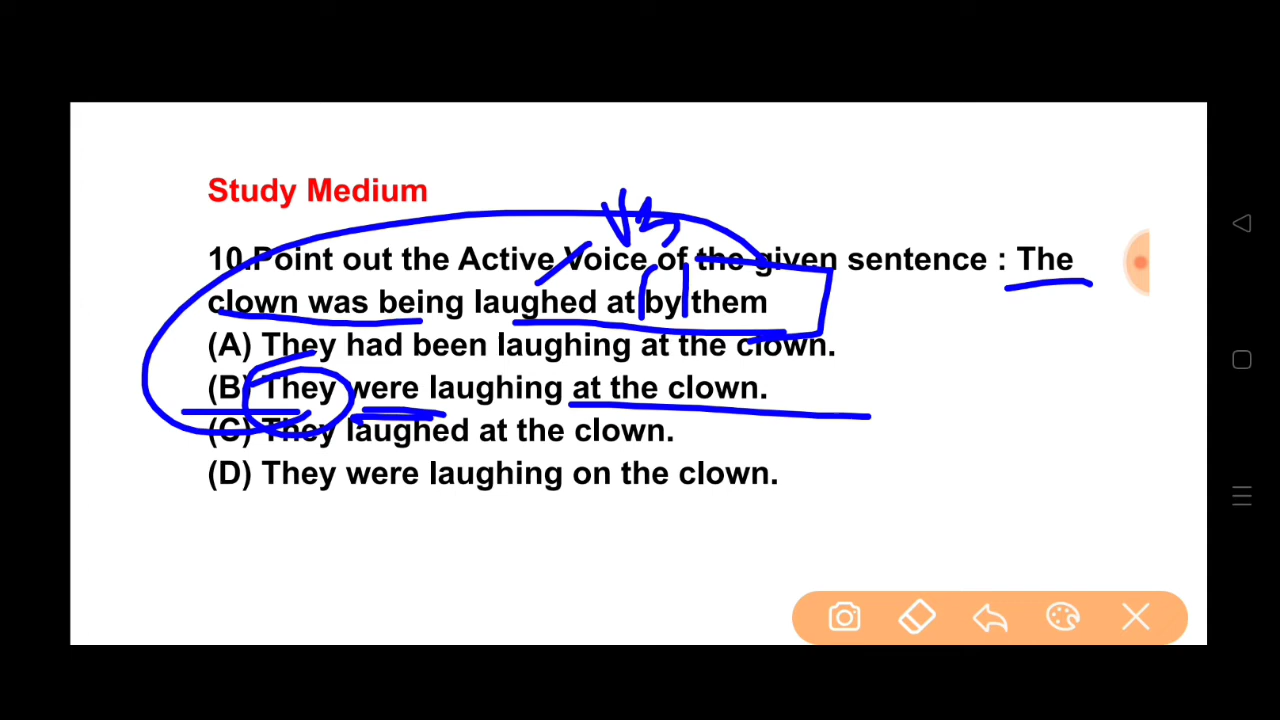 Study Medium
V3
10.Point out the Active Voice of the given sentence : The
clown was being laughed at by them
(A) They had been laughing at the clown.
(B) They were laughing at the clown.
(C) They laughed at the clown.
(D) They were laughing on the clown.